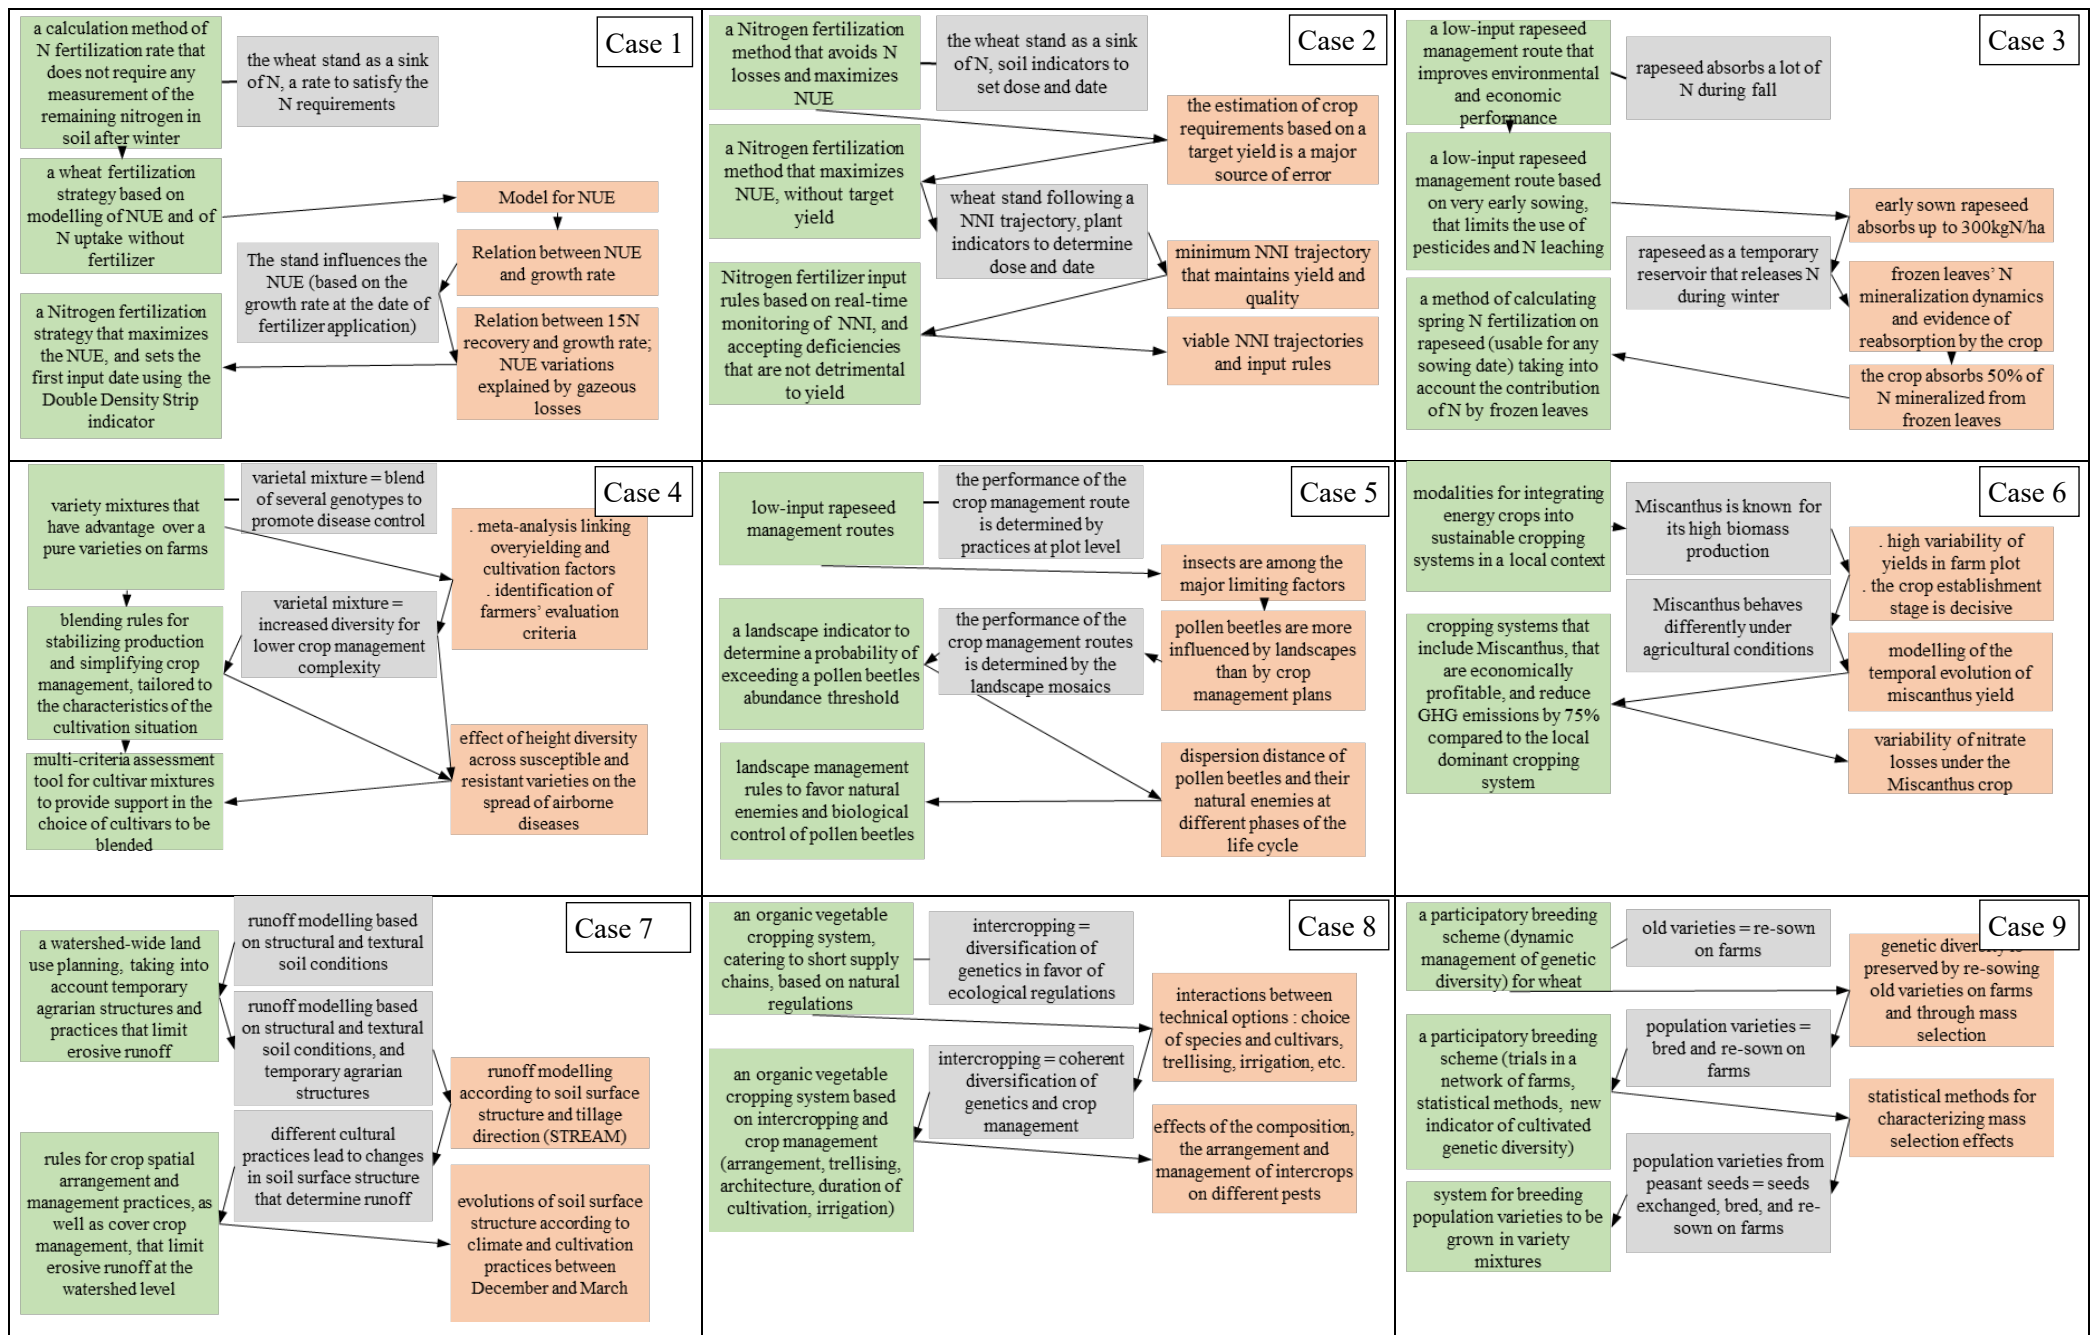 Case 1
a calculation method of
N fertilization rate that
does not require any
measurement of the
remaining nitrogen in
soil after winter
the wheat stand as a sink
of N, a rate to satisfy the
N requirements
a wheat fertilization
strategy based on
modelling of NUE and of
N uptake without
fertilizer
Model for NUE
Relation between NUE
and growth rate
The stand influences the
NUE (based on the
growth rate at the date of
fertilizer application)
Relation between 15N
recovery and growth rate;
NUE variations
explained by gazeous
losses
a Nitrogen fertilization
strategy that maximizes
the NUE, and sets the
first input date using the
Double Density Strip
indicator
Case 2
a Nitrogen fertilization
method that avoids N
losses and maximizes
NUE
the wheat stand as a sink
of N, soil indicators to
set dose and date
the estimation of crop
requirements based on a
target yield is a major
source of error
a Nitrogen fertilization
method that maximizes
NUE, without target
yield
wheat stand following a
NNI trajectory, plant
indicators to determine
dose and date
minimum NNI trajectory
that maintains yield and
quality
Nitrogen fertilizer input
rules based on real-time
monitoring of NNI, and
accepting deficiencies
that are not detrimental
to yield
viable NNI trajectories
and input rules
Case 3
a low-input rapeseed
management route that
improves environmental
and economic
performance
rapeseed absorbs a lot of
N during fall
a low-input rapeseed
management route based
on very early sowing,
that limits the use of
pesticides and N leaching
early sown rapeseed
absorbs up to 300kgN/ha
rapeseed as a temporary
reservoir that releases N
during winter
frozen leaves’ N
mineralization dynamics
and evidence of
reabsorption by the crop
a method of calculating
spring N fertilization on
rapeseed (usable for any
sowing date) taking into
account the contribution
of N by frozen leaves
the crop absorbs 50% of
N mineralized from
frozen leaves
Case 4
variety mixtures that
have advantage over a
pure varieties on farms
varietal mixture = blend
of several genotypes to
promote disease control
. meta-analysis linking
overyielding and
cultivation factors
. identification of
farmers’ evaluation
criteria
varietal mixture =
increased diversity for
lower crop management
complexity
blending rules for
stabilizing production
and simplifying crop
management, tailored to
the characteristics of the
cultivation situation
effect of height diversity
across susceptible and
resistant varieties on the
spread of airborne
diseases
multi-criteria assessment
tool for cultivar mixtures
to provide support in the
choice of cultivars to be
blended
Case 5
low-input rapeseed
management routes
the performance of the
crop management route
is determined by
practices at plot level
insects are among the
major limiting factors
a landscape indicator to
determine a probability of
exceeding a pollen beetles
abundance threshold
the performance of the
crop management routes
is determined by the
landscape mosaics
pollen beetles are more
influenced by landscapes
than by crop
management plans
landscape management
rules to favor natural
enemies and biological
control of pollen beetles
dispersion distance of
pollen beetles and their
natural enemies at
different phases of the
life cycle
Case 6
modalities for integrating
energy crops into
sustainable cropping
systems in a local context
Miscanthus is known for
its high biomass
production
. high variability of
yields in farm plot
. the crop establishment
stage is decisive
Miscanthus behaves
differently under
agricultural conditions
cropping systems that
include Miscanthus, that
are economically
profitable, and reduce
GHG emissions by 75%
compared to the local
dominant cropping
system
modelling of the
temporal evolution of
miscanthus yield
variability of nitrate
losses under the
Miscanthus crop
Case 7
a watershed-wide land
use planning, taking into
account temporary
agrarian structures and
practices that limit
erosive runoff
runoff modelling based
on structural and textural
soil conditions
runoff modelling based
on structural and textural
soil conditions, and
temporary agrarian
structures
runoff modelling
according to soil surface
structure and tillage
direction (STREAM)
different cultural
practices lead to changes
in soil surface structure
that determine runoff
rules for crop spatial
arrangement and
management practices, as
well as cover crop
management, that limit
erosive runoff at the
watershed level
evolutions of soil surface
structure according to
climate and cultivation
practices between
December and March
Case 8
an organic vegetable
cropping system,
catering to short supply
chains, based on natural
regulations
intercropping =
diversification of
genetics in favor of
ecological regulations
interactions between
technical options : choice
of species and cultivars,
trellising, irrigation, etc.
intercropping = coherent
diversification of
genetics and crop
management
an organic vegetable
cropping system based
on intercropping and
crop management
(arrangement, trellising,
architecture, duration of
cultivation, irrigation)
effects of the composition,
the arrangement and
management of intercrops
on different pests
Case 9
a participatory breeding
scheme (dynamic
management of genetic
diversity) for wheat
old varieties = re-sown
on farms
genetic diversity is
preserved by re-sowing
old varieties on farms
and through mass
selection
population varieties =
bred and re-sown on
farms
a participatory breeding
scheme (trials in a
network of farms,
statistical methods, new
indicator of cultivated
genetic diversity)
statistical methods for
characterizing mass
selection effects
population varieties from
peasant seeds = seeds
exchanged, bred, and re-
sown on farms
system for breeding
population varieties to be
grown in variety
mixtures